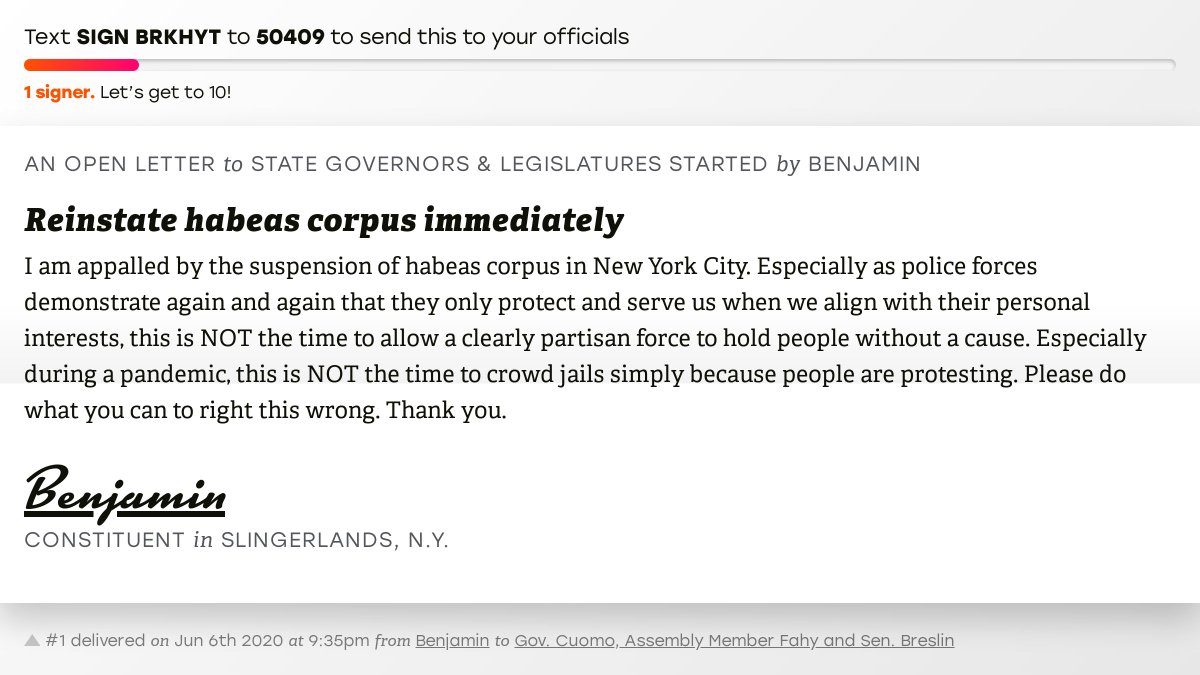 Text SIGN BRKHYT to 50409 to send this to your officials
1 signer. Let’s get to 10!
AN OPEN LETTER to STATE GOVERNORS & LEGISLATURES STARTED by BENJAMIN
Reinstate habeas corpus immediately
I am appalled by the suspension of habeas corpus in New York City. Especially as police forces
demonstrate again and again that they only protect and serve us when we align with their personal
interests, this is NOT the time to allow a clearly partisan force to hold people without a cause. Especially
during a pandemic, this is NOT the time to crowd jails simply because people are protesting. Please do
what you can to right this wrong. Thank you.
Benjamin
CONSTITUENT in SLINGERLANDS, N.Y.
#1 delivered on Jun 6th 2020 at 9:35pm from Benjamin to Gov. Cuomo, Assembly Member Fahy and Sen. Breslin